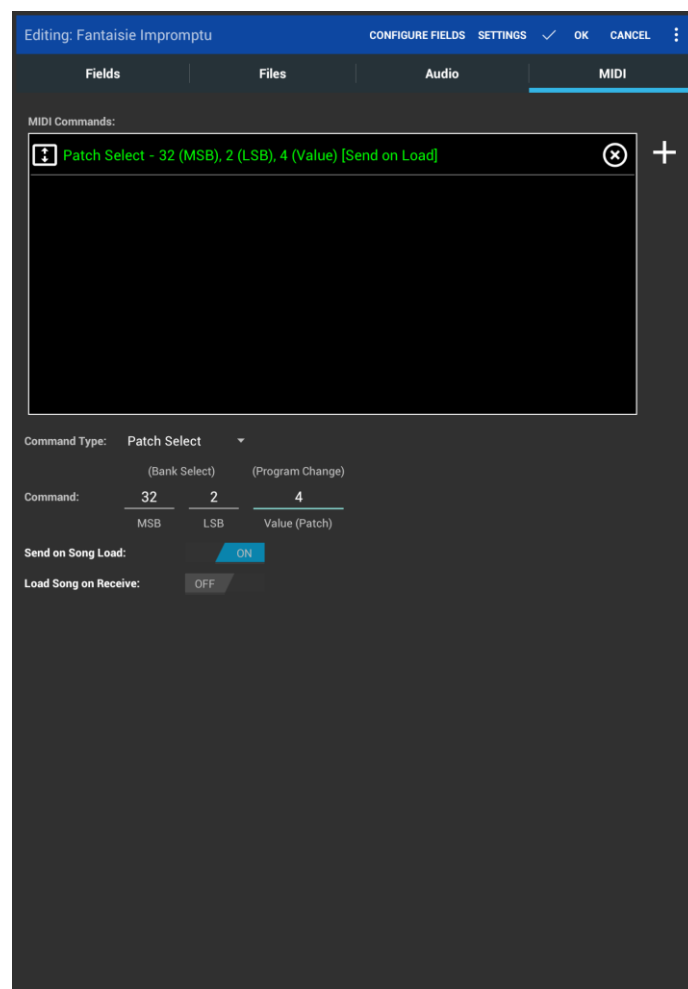 Editing: Fantaisie Impromptu CONFIGURE FIELDS SETTINGS OK CANCEL
Fields Files Audio MIDI
MIDI Commands:
Patch Select - 32 (MSB), 2 (LSB), 4 (Value) [Send on Load]
Command Type: Patch Select
(Bank Select) (Program Change)
Command: 32 2 4
MSB LSB Value (Patch)
Send on Song Load: ON
Load Song on Receive: OFF